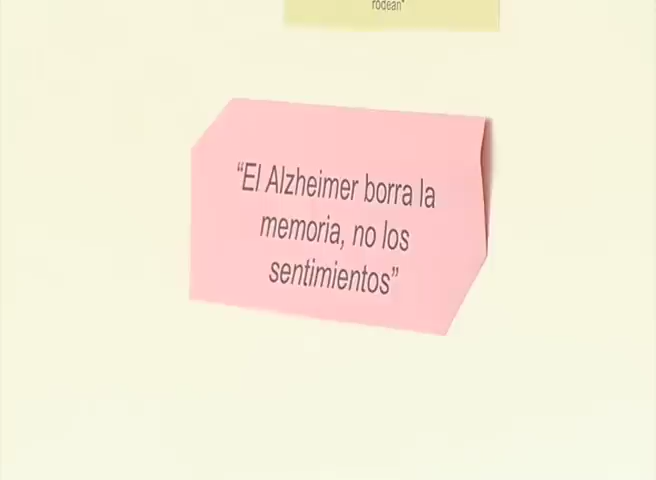 rodean"
“El Alzheimer borra la
memoria, no los
sentimientos”